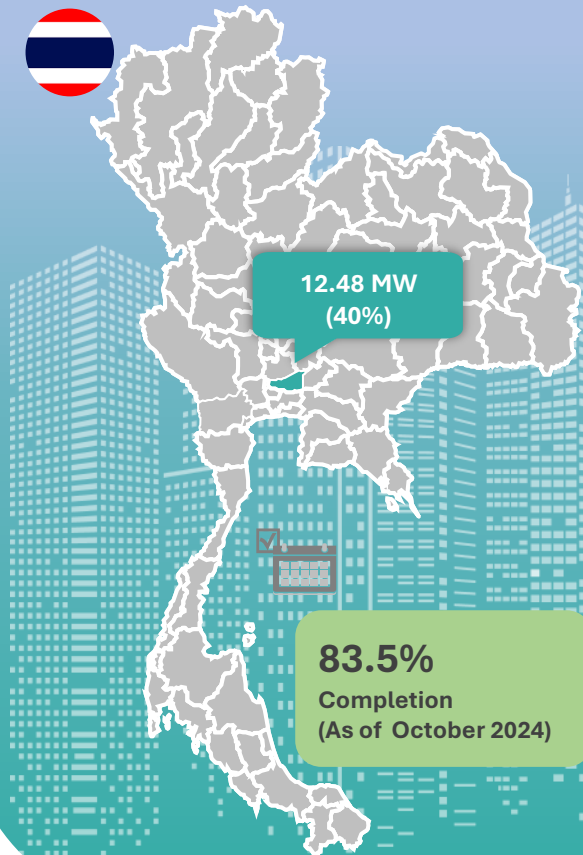 12.48 MW
(40%)
83.5%
Completion
(As of October 2024)